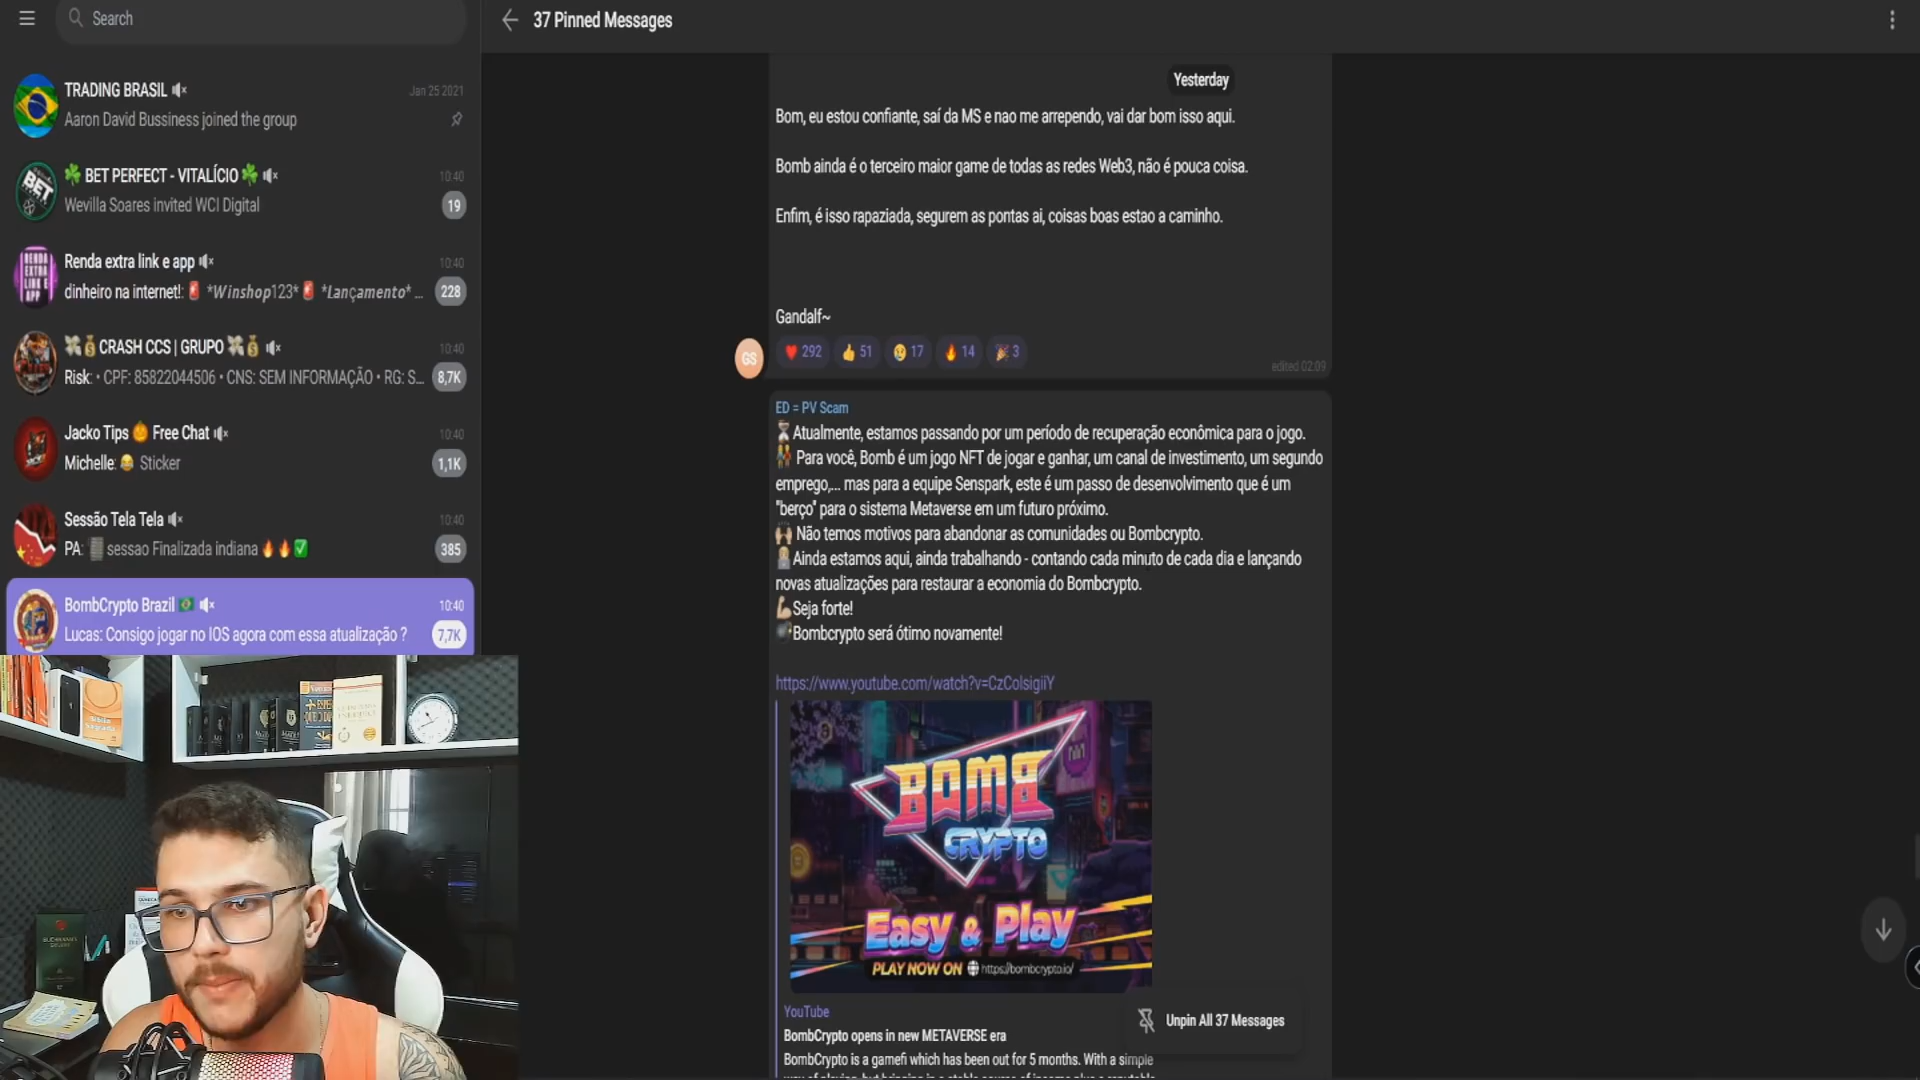 Search
37 Pinned Messages
TRADING BRASIL
Jan 25 2021
Aaron David Bussiness joined the group
BET PERFECT - VITALÍCIO
10:40
Wevilla Soares invited WCI Digital
19
Renda extra link e app
10:40
dinheiro na internet!: 🚨 *Winshop123*🚨 *Lançamento* ...
228
CRASH CCS | GRUPO
10:40
Risk: • CPF: 85822044506 • CNS: SEM INFORMAÇÃO • RG: S...
8,7K
Jacko Tips 🎃 Free Chat
10:40
Michelle: 😂 Sticker
1,1K
Sessão Tela Tela
10:40
PA: sessao Finalizada indiana 🔥🔥✅
385
BombCrypto Brazil 🇧🇷
10:40
Lucas: Consigo jogar no IOS agora com essa atualização ?
7,7K
Yesterday
Bom, eu estou confiante, saí da MS e nao me arrependo, vai dar bom isso aqui.
Bomb ainda é o terceiro maior game de todas as redes Web3, não é pouca coisa.
Enfim, é isso rapaziada, segurem as pontas ai, coisas boas estao a caminho.
Gandalf~
GS
❤ 292 👍 51 😢 17 🔥 14 🎉 3
edited 02:09
ED = PV Scam
⏳Atualmente, estamos passando por um período de recuperação econômica para o jogo.
Para você, Bomb é um jogo NFT de jogar e ganhar, um canal de investimento, um segundo
emprego,... mas para a equipe Senspark, este é um passo de desenvolvimento que é um
"berço" para o sistema Metaverse em um futuro próximo.
Não temos motivos para abandonar as comunidades ou Bombcrypto.
Ainda estamos aqui, ainda trabalhando - contando cada minuto de cada dia e lançando
novas atualizações para restaurar a economia do Bombcrypto.
💪Seja forte!
💣Bombcrypto será ótimo novamente!
https://www.youtube.com/watch?v=CzColsigiiY
BOMB
CRYPTO
Easy & Play
PLAY NOW ON https://bombcrypto.io/
YouTube
BombCrypto opens in new METAVERSE era
BombCrypto is a gamefi which has been out for 5 months. With a simple
Unpin All 37 Messages